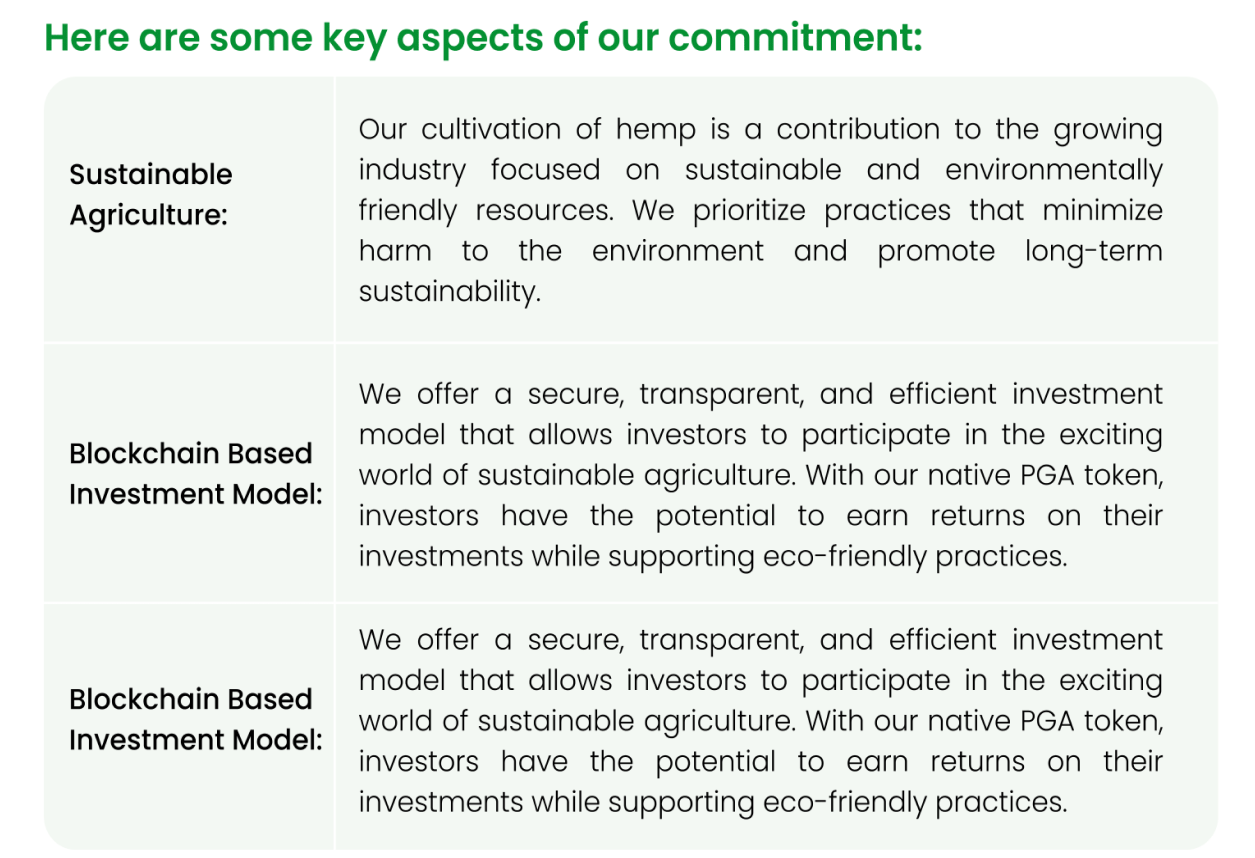 Here are some key aspects of our commitment:
Sustainable
Agriculture:
Our cultivation of hemp is a contribution to the growing
industry focused on sustainable and environmentally
friendly resources. We prioritize practices that minimize
harm to the environment and promote long-term
sustainability.
Blockchain Based
Investment Model:
We offer a secure, transparent, and efficient investment
model that allows investors to participate in the exciting
world of sustainable agriculture. With our native PGA token,
investors have the potential to earn returns on their
investments while supporting eco-friendly practices.
Blockchain Based
Investment Model:
We offer a secure, transparent, and efficient investment
model that allows investors to participate in the exciting
world of sustainable agriculture. With our native PGA token,
investors have the potential to earn returns on their
investments while supporting eco-friendly practices.